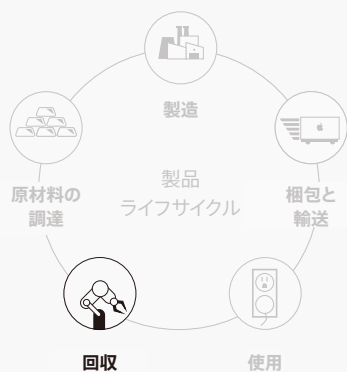 製造
原材料の
調達
製品
ライフサイクル
梱包と
輸送
回収
使用